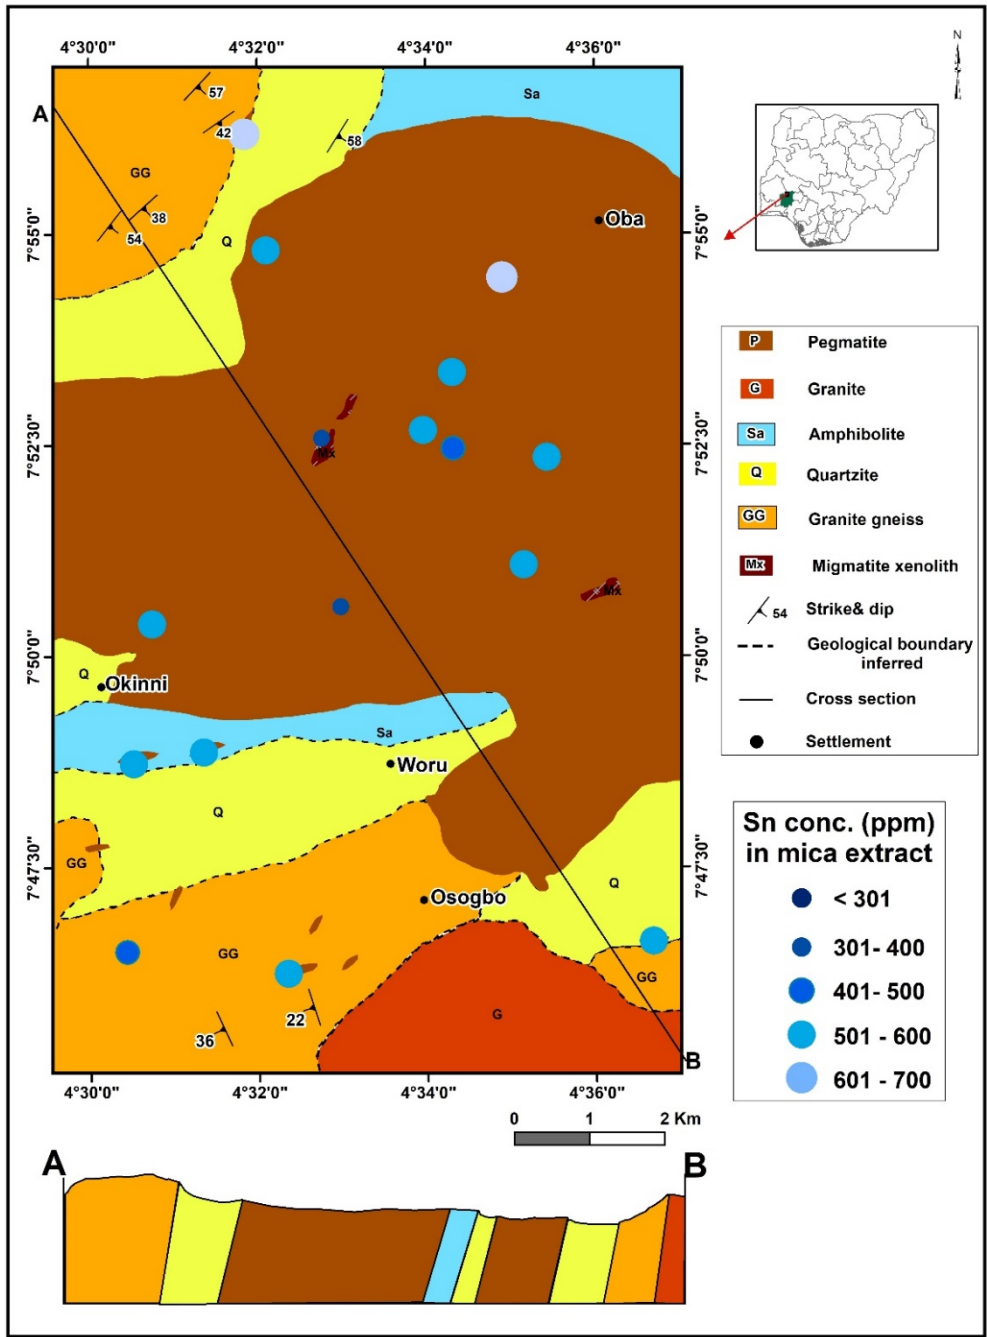 4°30'0"
4°32'0"
4°34'0"
4°36'0"
N
A
57
42
58
Sa
GG
38
54
Q
Oba
7°55'0"
7°55'0"
P Pegmatite
G Granite
Sa Amphibolite
Q Quartzite
GG Granite gneiss
Mx Migmatite xenolith
54 Strike& dip
Geological boundary
inferred
Cross section
Settlement
7°52'30"
7°52'30"
Mx
Mx
7°50'0"
7°50'0"
Q
Okinni
Sa
Woru
Q
7°47'30"
7°47'30"
GG
Q
Osogbo
GG
GG
G
22
36
B
Sn conc. (ppm)
in mica extract
< 301
301- 400
401- 500
501 - 600
601 - 700
4°30'0"
4°32'0"
4°34'0"
4°36'0"
0 1 2 Km
A
B